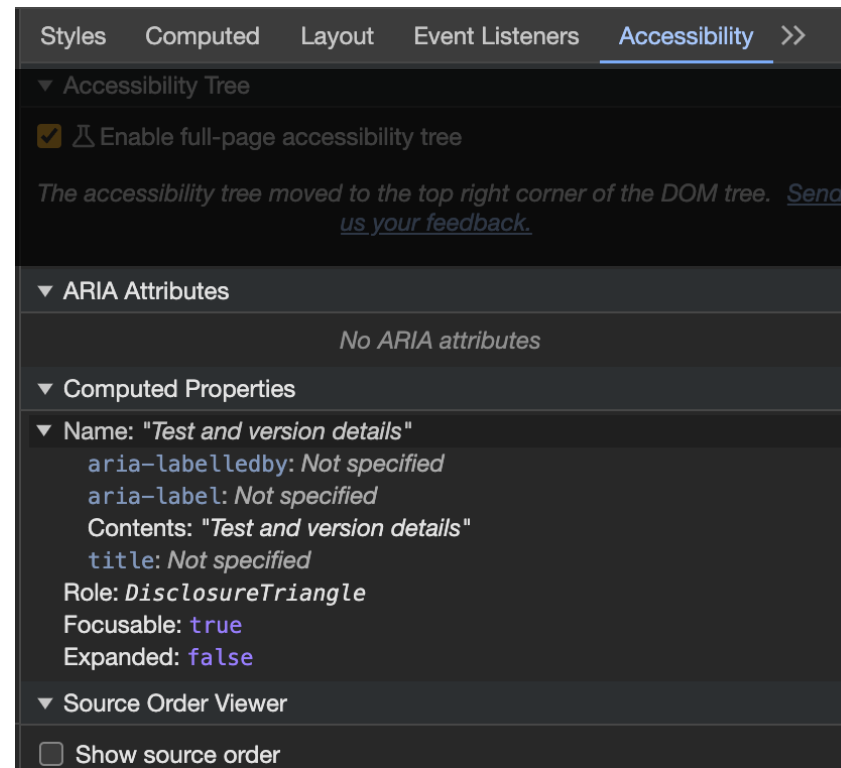 Styles Computed Layout Event Listeners Accessibility
Accessibility Tree
Enable full-page accessibility tree
The accessibility tree moved to the top right corner of the DOM tree. Send
us your feedback.
ARIA Attributes
No ARIA attributes
Computed Properties
Name: "Test and version details"
aria-labelledby: Not specified
aria-label: Not specified
Contents: "Test and version details"
title: Not specified
Role: DisclosureTriangle
Focusable: true
Expanded: false
Source Order Viewer
Show source order